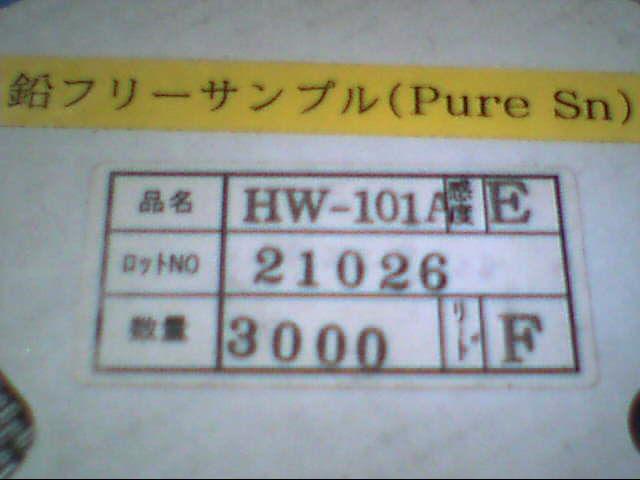 鉛フリーサンプル(Pure Sn)
品名 HW-101A 感度 E
ロットNO 21026
数量 3000 リード F